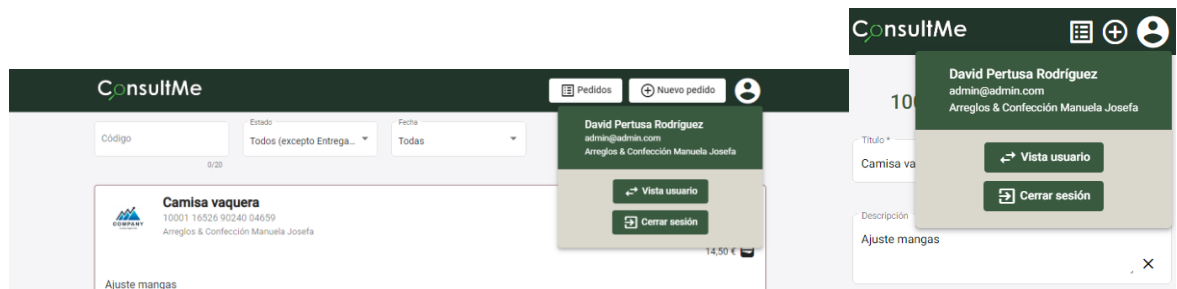 ConsultMe
Pedidos
Nuevo pedido
Código
0/20
Estado
Todos (excepto Entrega...
Fecha
Todas
David Pertusa Rodríguez
admin@admin.com
Arreglos & Confección Manuela Josefa
Vista usuario
Cerrar sesión
COMPANY
Camisa vaquera
10001 16526 90240 04659
Arreglos & Confección Manuela Josefa
14,50 €
Ajuste mangas
ConsultMe
David Pertusa Rodríguez
admin@admin.com
Arreglos & Confección Manuela Josefa
Vista usuario
Cerrar sesión
Título *
Camisa va
Descripción
Ajuste mangas